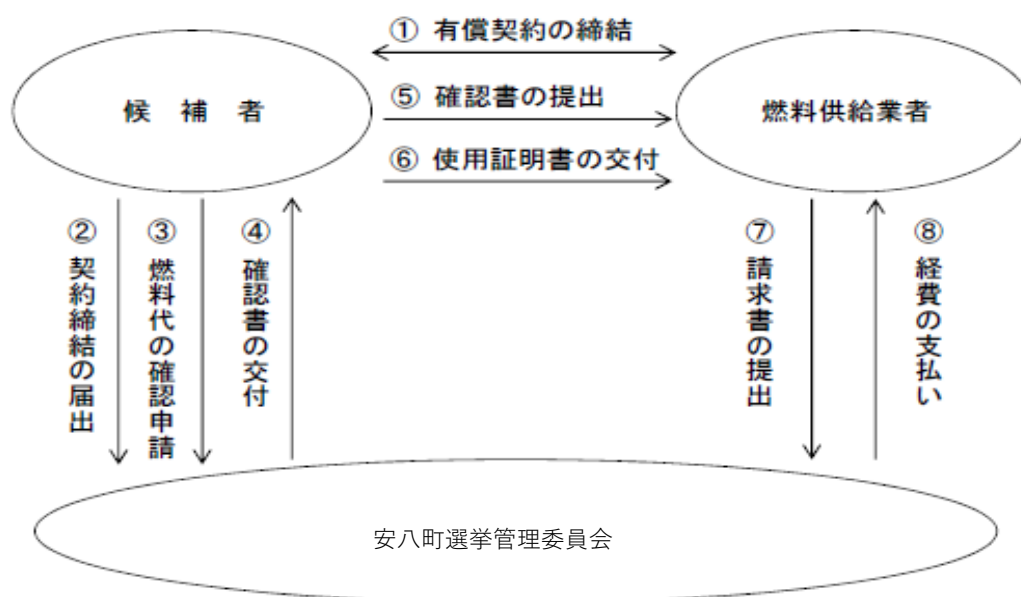 ① 有償契約の締結
候 補 者
⑤ 確認書の提出
燃料供給業者
⑥ 使用証明書の交付
② 契約締結の届出
③ 燃料代の確認申請
④ 確認書の交付
⑦ 請求書の提出
⑧ 経費の支払い
安八町選挙管理委員会